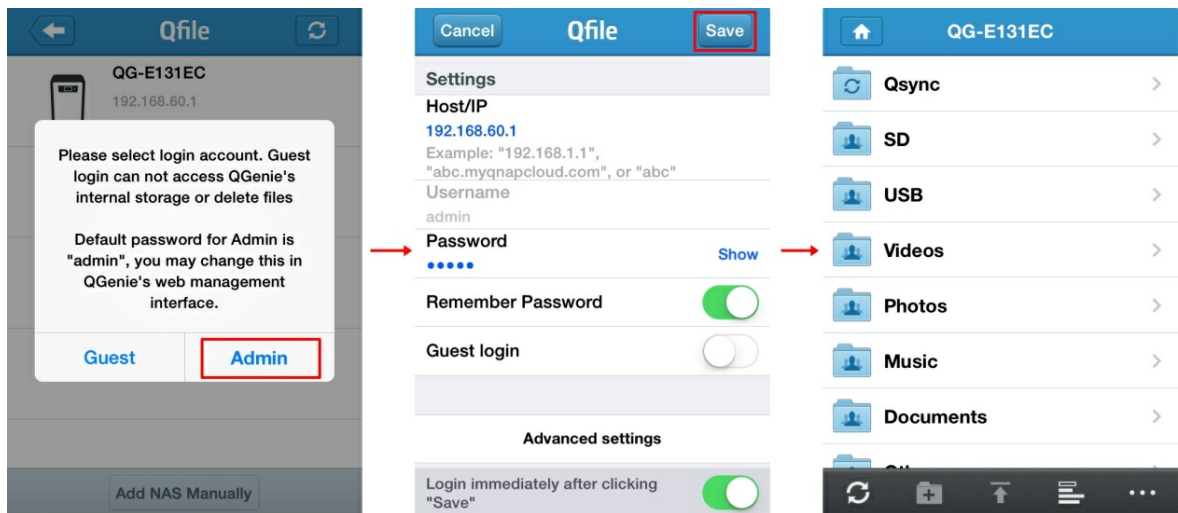 Qfile
QG-E131EC
192.168.60.1
Please select login account. Guest
login can not access QGenie's
internal storage or delete files
Default password for Admin is
"admin", you may change this in
QGenie's web management
interface.
Guest
Admin
Add NAS Manually
Cancel
Qfile
Save
Settings
Host/IP
192.168.60.1
Example: "192.168.1.1",
"abc.myqnapcloud.com", or "abc"
Username
admin
Password
•••••
Show
Remember Password
Guest login
Advanced settings
Login immediately after clicking
"Save"
QG-E131EC
Qsync
SD
USB
Videos
Photos
Music
Documents